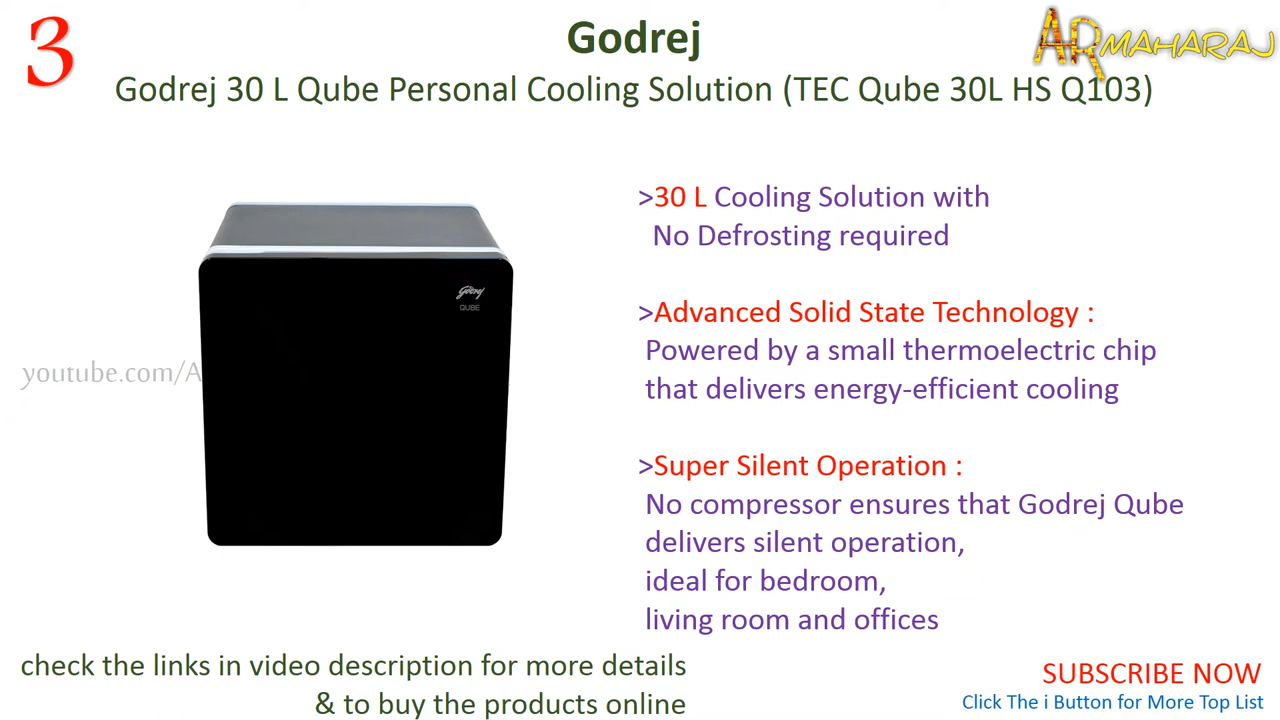 3
Godrej
ARMAHARAJ
Godrej 30 L Qube Personal Cooling Solution (TEC Qube 30L HS Q103)
>30 L Cooling Solution with
No Defrosting required
>Advanced Solid State Technology :
Powered by a small thermoelectric chip
that delivers energy-efficient cooling
>Super Silent Operation :
No compressor ensures that Godrej Qube
delivers silent operation,
ideal for bedroom,
living room and offices
Godrej
QUBE
youtube.com/A
check the links in video description for more details
& to buy the products online
SUBSCRIBE NOW
Click The i Button for More Top List